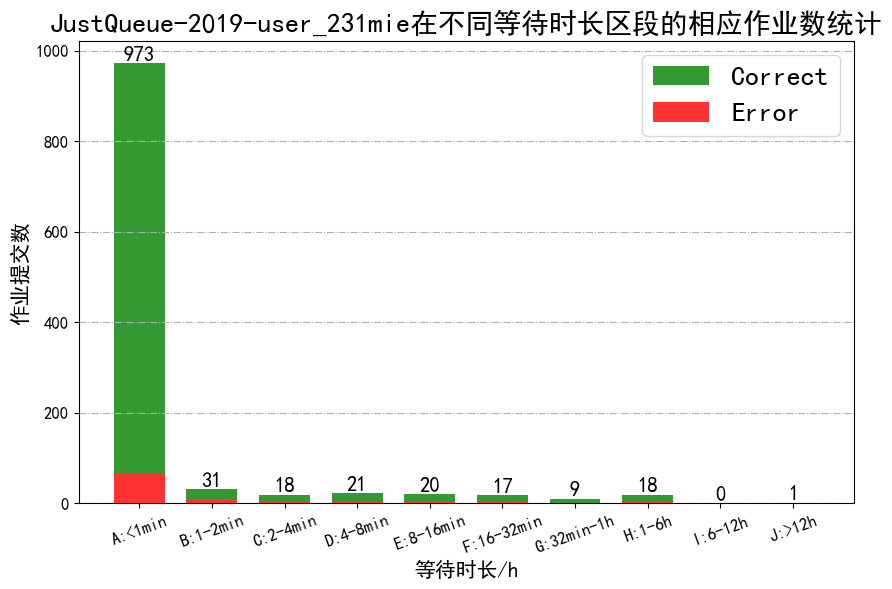 JustQueue-2019-user_231mie在不同等待时长区段的相应作业数统计
作业提交数
1000
800
600
400
200
0
973
31
18
21
20
17
9
18
0
1
Correct
Error
A:<1min
B:1-2min
C:2-4min
D:4-8min
E:8-16min
F:16-32min
G:32min-1h
H:1-6h
I:6-12h
J:>12h
等待时长/h